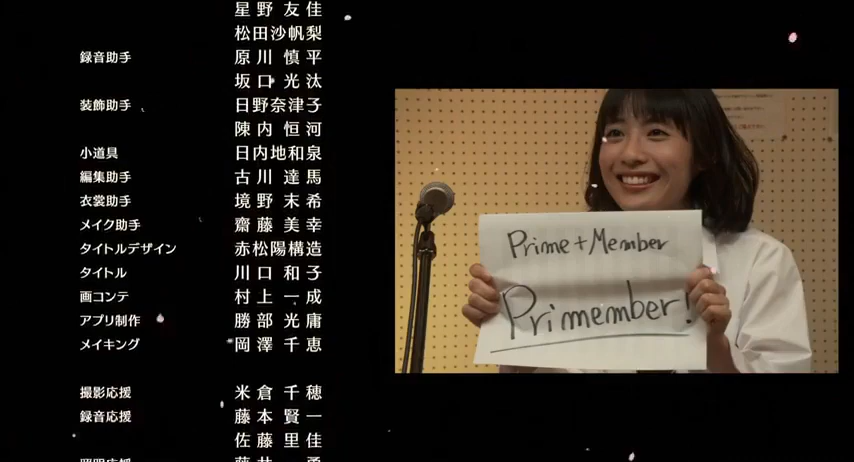 星野 友佳
松田沙帆梨
録音助手 原川 慎平
坂口 光汰
装飾助手 日野奈津子
陳内 恒河
小道具 日内地和泉
編集助手 古川 達馬
衣裳助手 境野 末希
メイク助手 齋藤 美幸
タイトルデザイン 赤松陽構造
タイトル 川口 和子
画コンテ 村上 一成
アプリ制作 勝部 光庸
メイキング 岡澤 千恵
撮影応援 米倉 千穂
録音応援 藤本 賢一
佐藤 里佳
Prime+Member
Primember!